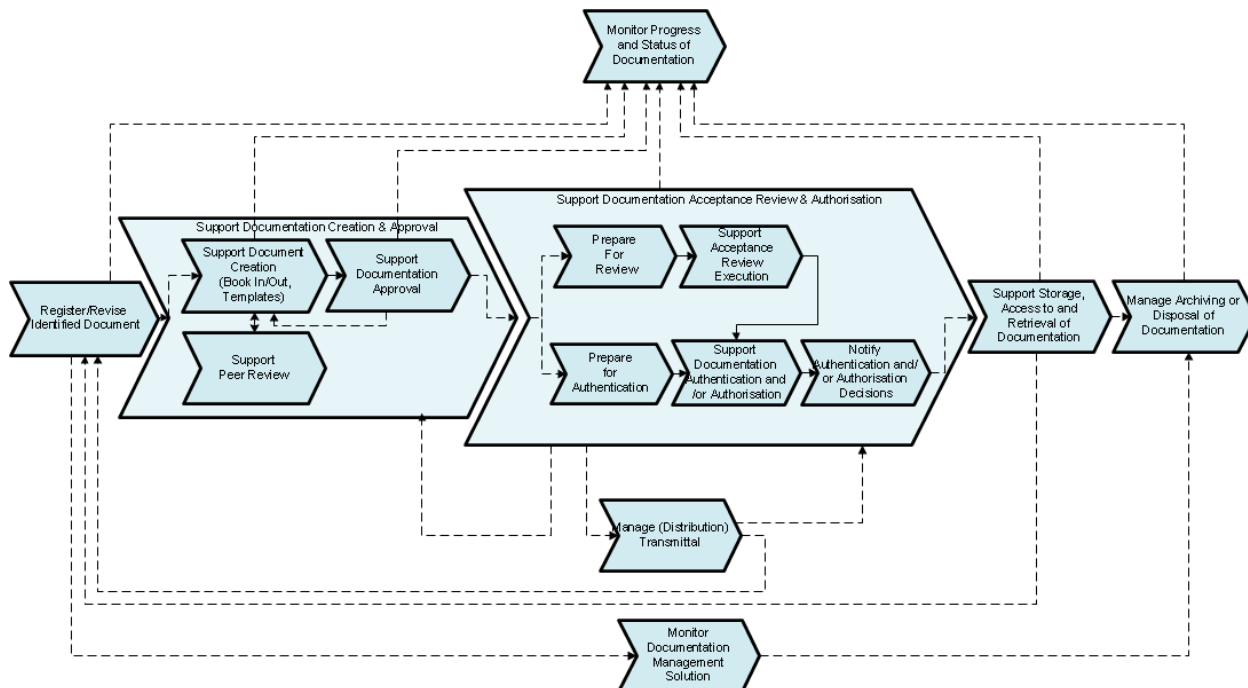 Monitor Progress
and Status of
Documentation
Support Documentation Acceptance Review & Authorisation
Support Documentation Creation & Approval
Support Document
Creation
(Book In/Out,
Templates)
Support
Documentation
Approval
Prepare
For
Review
Support
Acceptance
Review
Execution
Register/Revise
Identified Document
Support Storage,
Access to and
Retrieval of
Documentation
Manage Archiving or
Disposal of
Documentation
Support
Peer Review
Prepare
for
Authentication
Support
Documentation
Authentication and
/or Authorisation
Notify
Authentication and/
or Authorisation
Decisions
Manage (Distribution)
Transmittal
Monitor
Documentation
Management
Solution